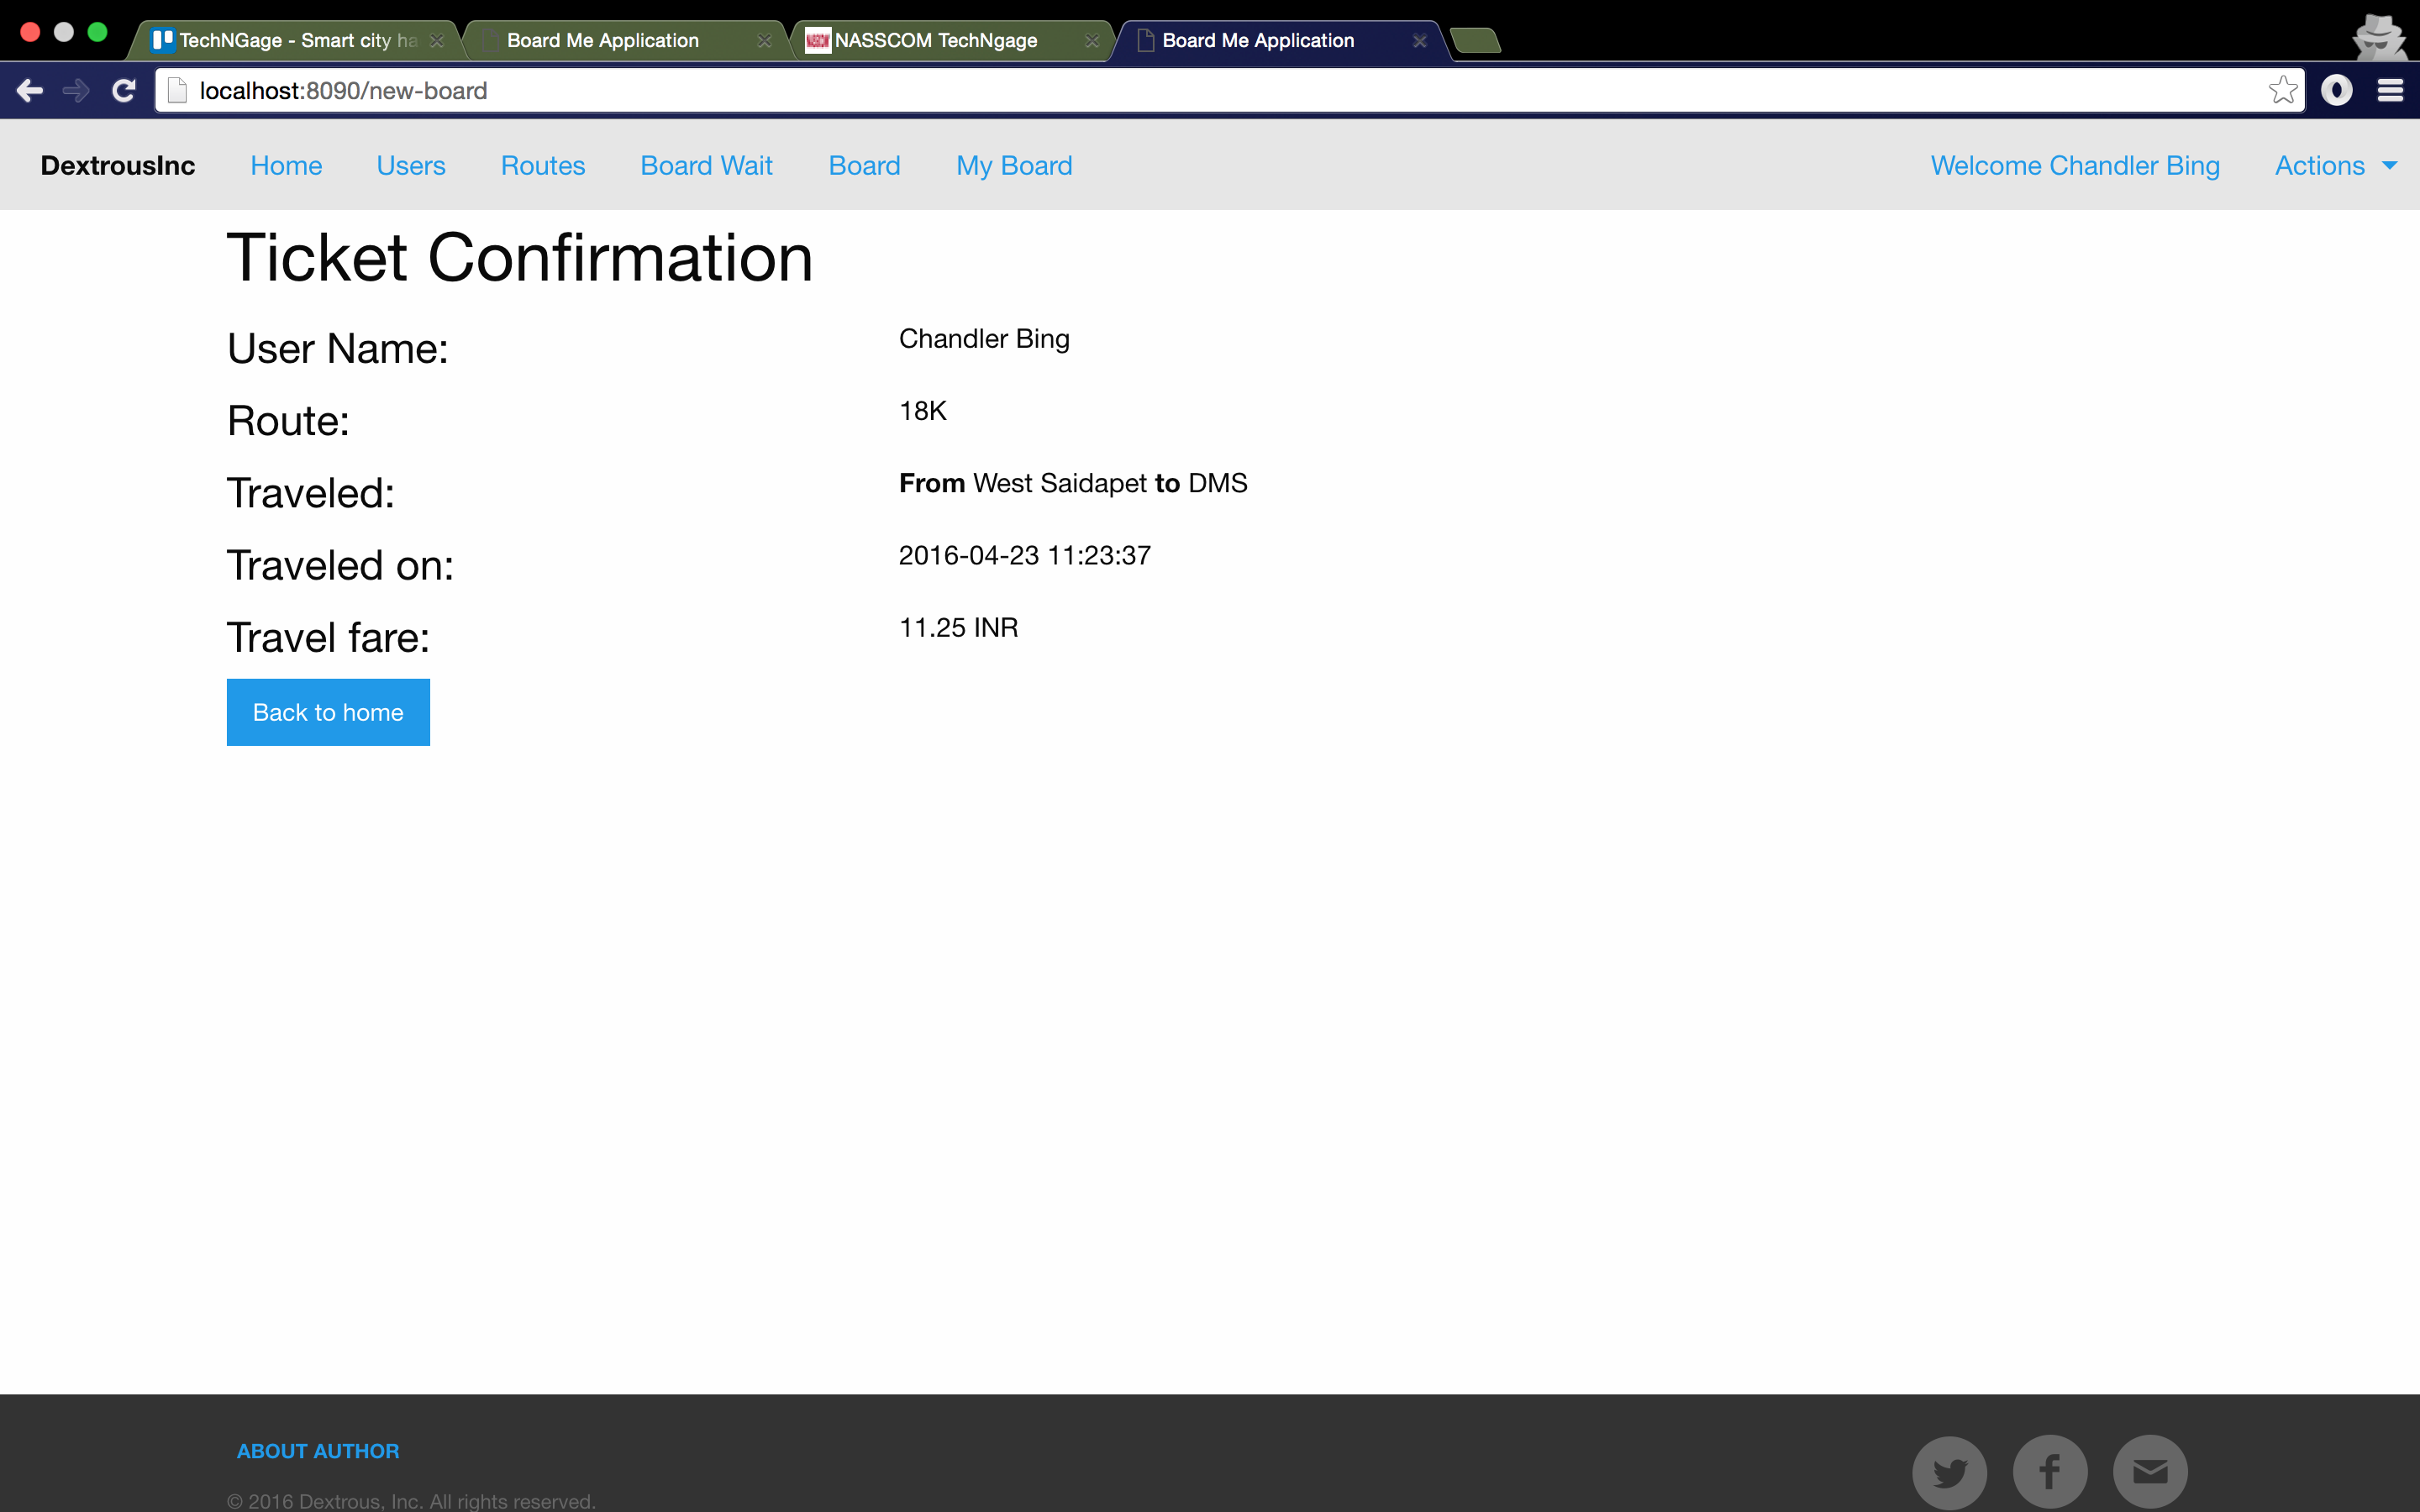 TechNGage - Smart city ha
Board Me Application
NASSCOM TechNgage
Board Me Application
localhost:8090/new-board
DextrousInc Home Users Routes Board Wait Board My Board Welcome Chandler Bing Actions
Ticket Confirmation
User Name: Chandler Bing
Route: 18K
Traveled: From West Saidapet to DMS
Traveled on: 2016-04-23 11:23:37
Travel fare: 11.25 INR
Back to home
ABOUT AUTHOR
© 2016 Dextrous, Inc. All rights reserved.